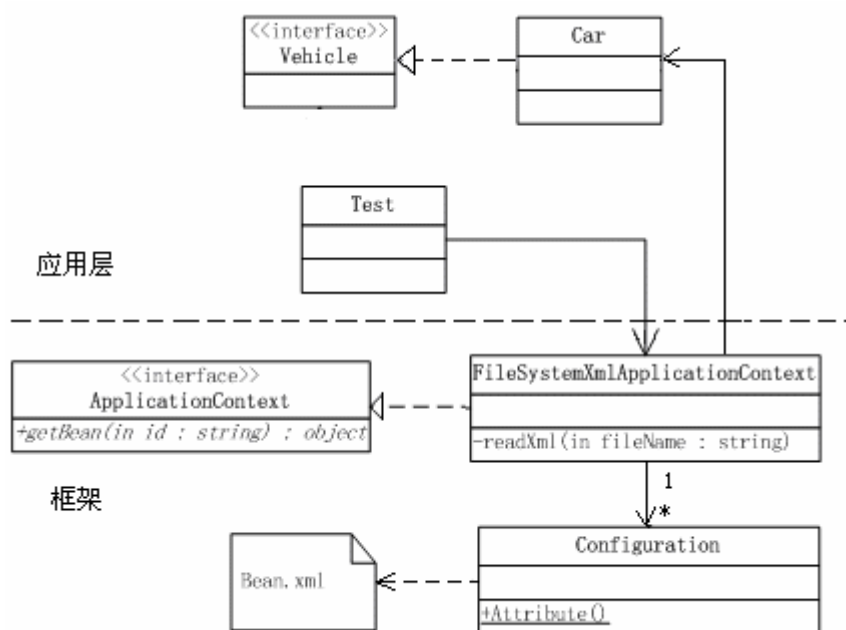 <<interface>>
Vehicle
Car
Test
应用层
<<interface>>
ApplicationContext
+getBean(in id : string) : object
FileSystemXmlApplicationContext
-readXml(in fileName : string)
框架
1
*
Bean.xml
Configuration
+Attribute()